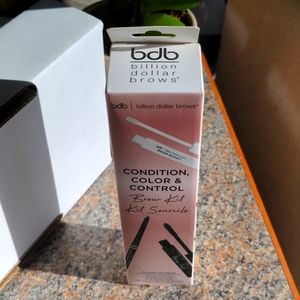 bdb
billion
dollar
brows
bdb | billion dollar brows
CONDITION,
COLOR &
CONTROL
Brow Kit
Kit Sourcils